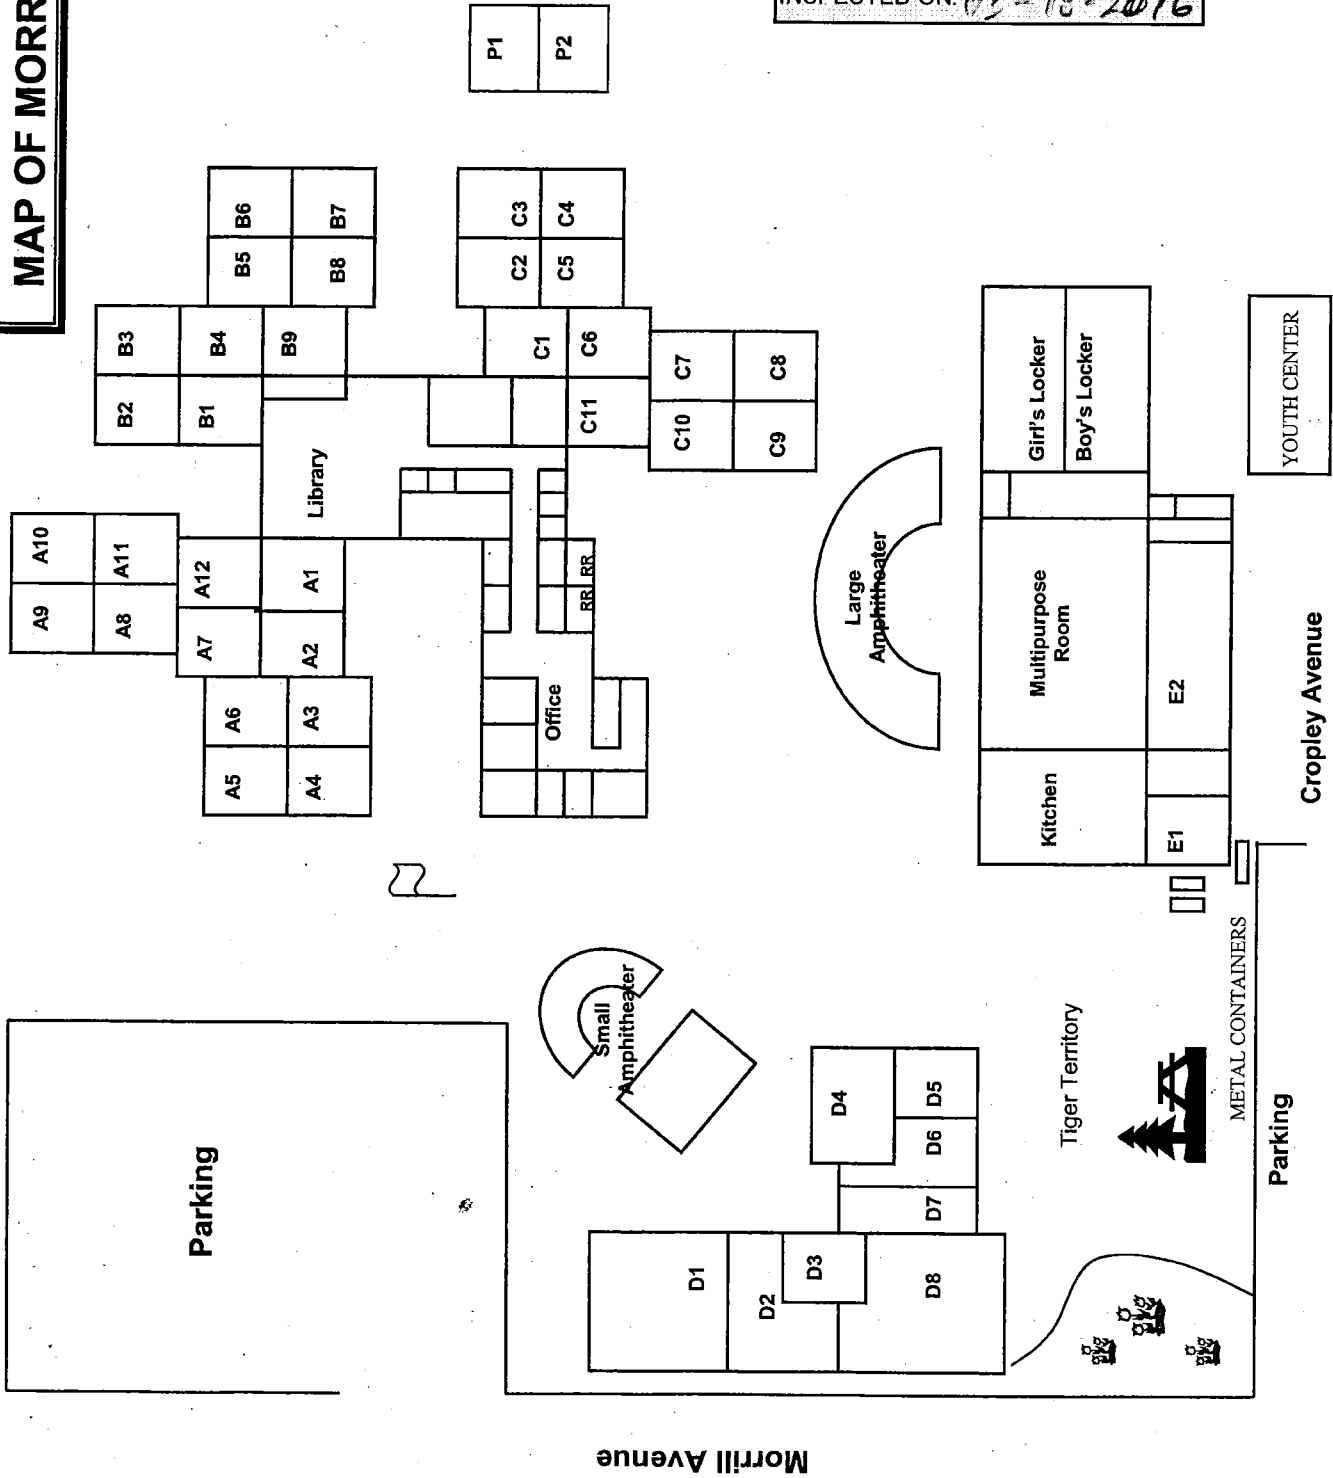 MAP OF MORR
INSPECTED ON:
P1
P2
B3
B2
B4
B1
B9
B6
B5
B7
B8
C3
C2
C4
C5
C1
C6
C11
C7
C10
C8
C9
Library
A10
A9
A11
A8
A12
A7
A1
A2
A6
A5
A3
A4
RR
RR
Office
Large
Amphitheater
Girl's Locker
Boy's Locker
Multipurpose
Room
Kitchen
E2
E1
YOUTH CENTER
Cropley Avenue
Small
Amphitheater
Parking
D1
D2
D3
D8
D4
D5
D6
D7
Tiger Territory
METAL CONTAINERS
Parking
Morrill Avenue